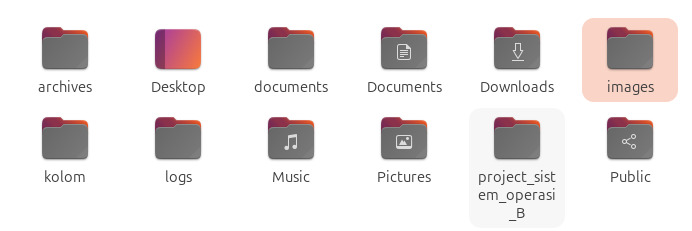 archives
Desktop
documents
Documents
Downloads
images
kolom
logs
Music
Pictures
project_sist
em_operasi
_B
Public